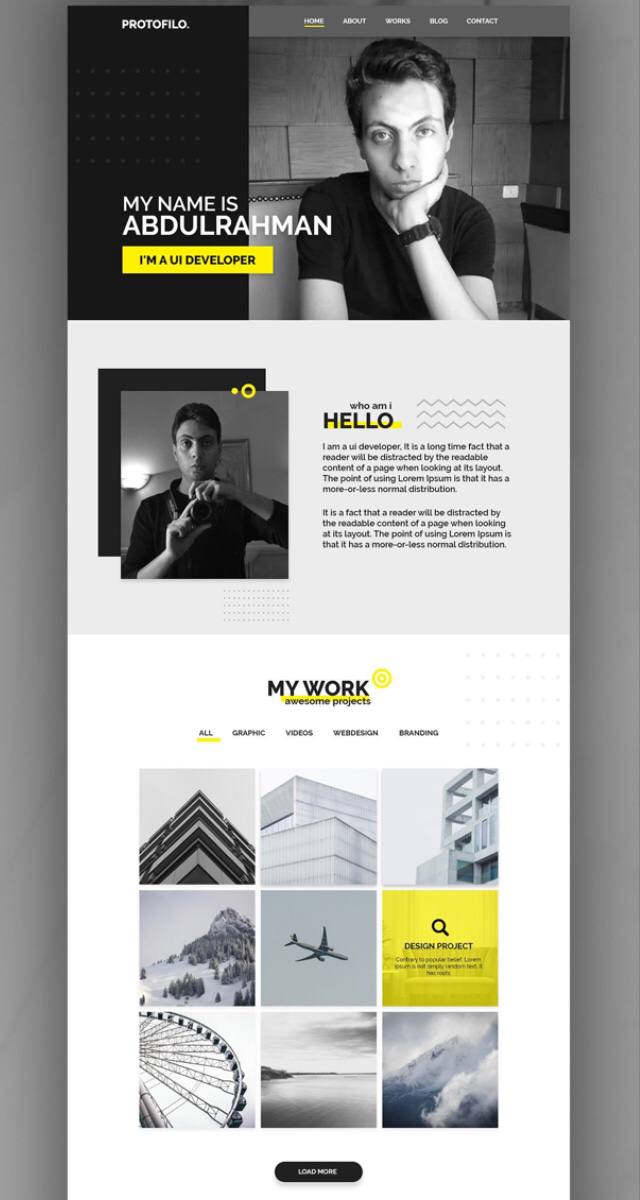 PROTOFILO.
HOME ABOUT WORKS BLOG CONTACT
MY NAME IS
ABDULRAHMAN
I'M A UI DEVELOPER
who am i
HELLO
I am a ui developer, It is a long time fact that a
reader will be distracted by the readable
content of a page when looking at its layout.
The point of using Lorem Ipsum is that it has a
more-or-less normal distribution.
It is a fact that a reader will be distracted by
the readable content of a page when looking
at its layout. The point of using Lorem Ipsum is
that it has a more-or-less normal distribution.
MY WORK
awesome projects
ALL GRAPHIC VIDEOS WEBDESIGN BRANDING
DESIGN PROJECT
Contrary to popular belief, Lorem
Ipsum is not simply random text. It
has roots
LOAD MORE